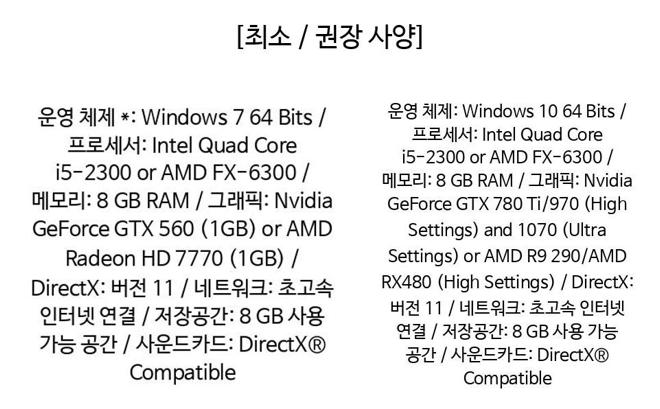 [최소 / 권장 사양]
운영 체제 *: Windows 7 64 Bits /
프로세서: Intel Quad Core
i5-2300 or AMD FX-6300 /
메모리: 8 GB RAM / 그래픽: Nvidia
GeForce GTX 560 (1GB) or AMD
Radeon HD 7770 (1GB) /
DirectX: 버전 11 / 네트워크: 초고속
인터넷 연결 / 저장공간: 8 GB 사용
가능 공간 / 사운드카드: DirectX®
Compatible
운영 체제: Windows 10 64 Bits /
프로세서: Intel Quad Core
i5-2300 or AMD FX-6300 /
메모리: 8 GB RAM / 그래픽: Nvidia
GeForce GTX 780 Ti/970 (High
Settings) and 1070 (Ultra
Settings) or AMD R9 290/AMD
RX480 (High Settings) / DirectX:
버전 11 / 네트워크: 초고속 인터넷
연결 / 저장공간: 8 GB 사용 가능
공간 / 사운드카드: DirectX®
Compatible